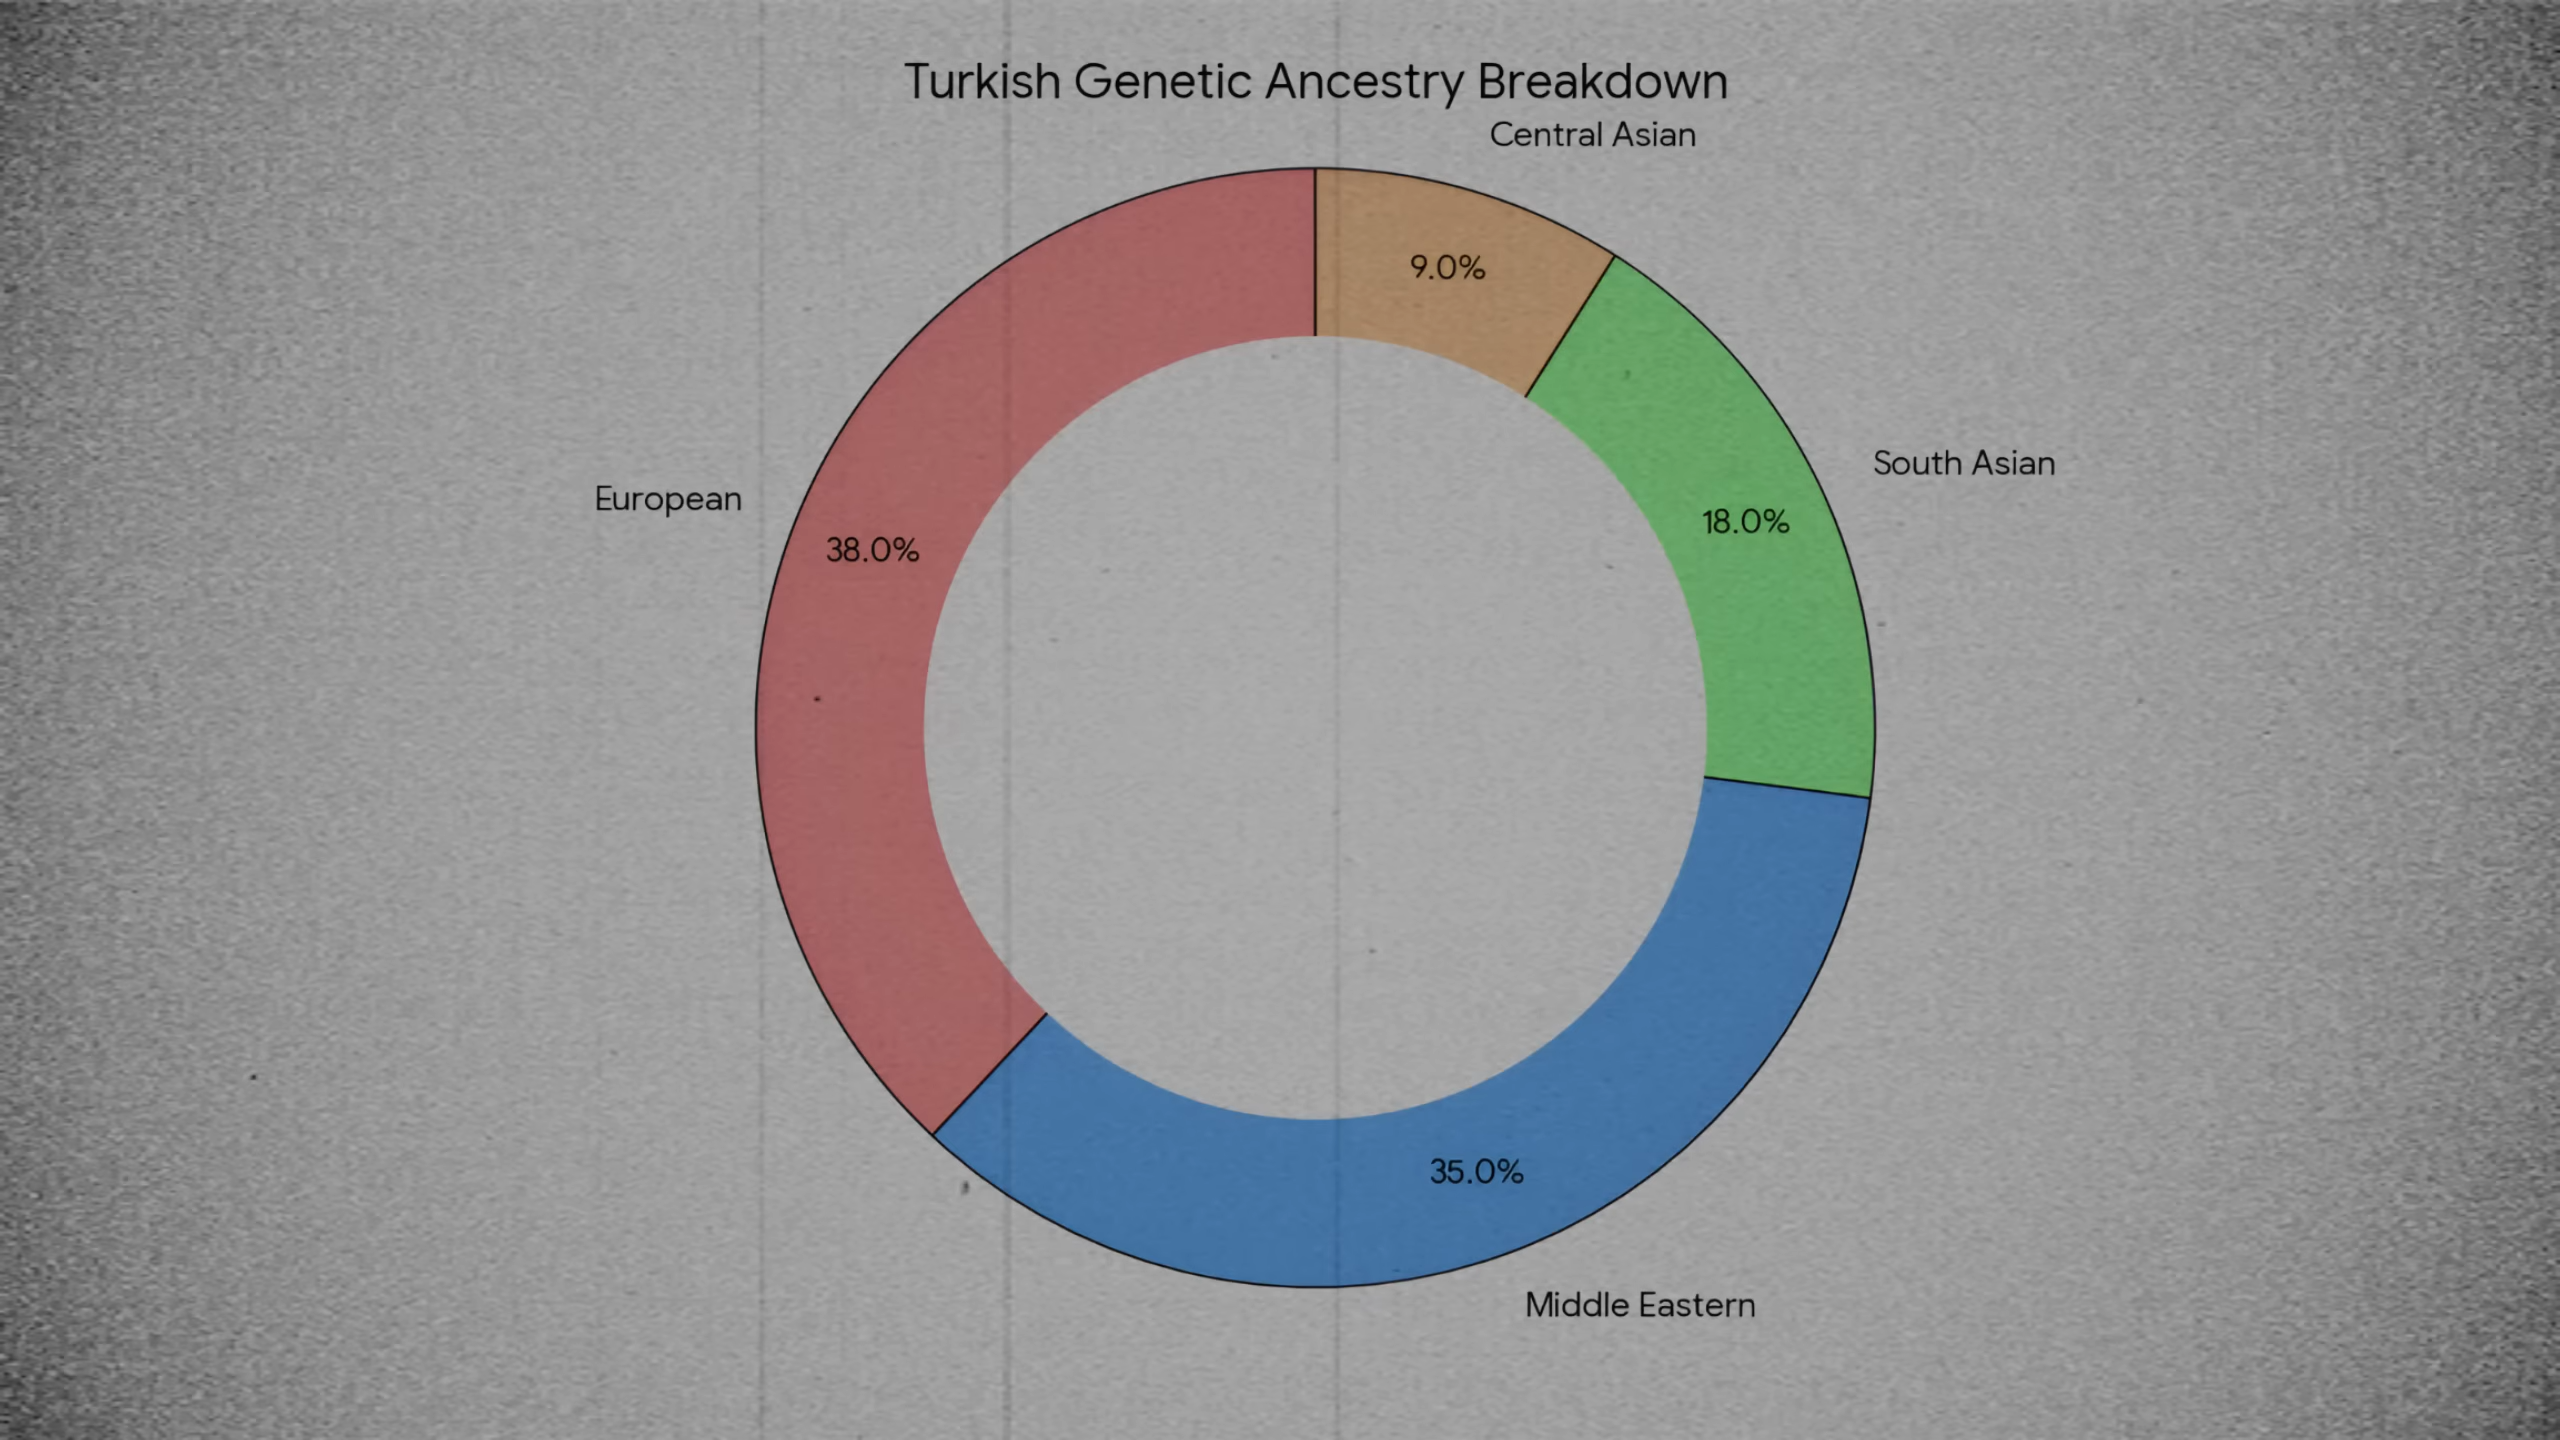 Turkish Genetic Ancestry Breakdown
Central Asian
9.0%
South Asian
18.0%
European
38.0%
35.0%
Middle Eastern